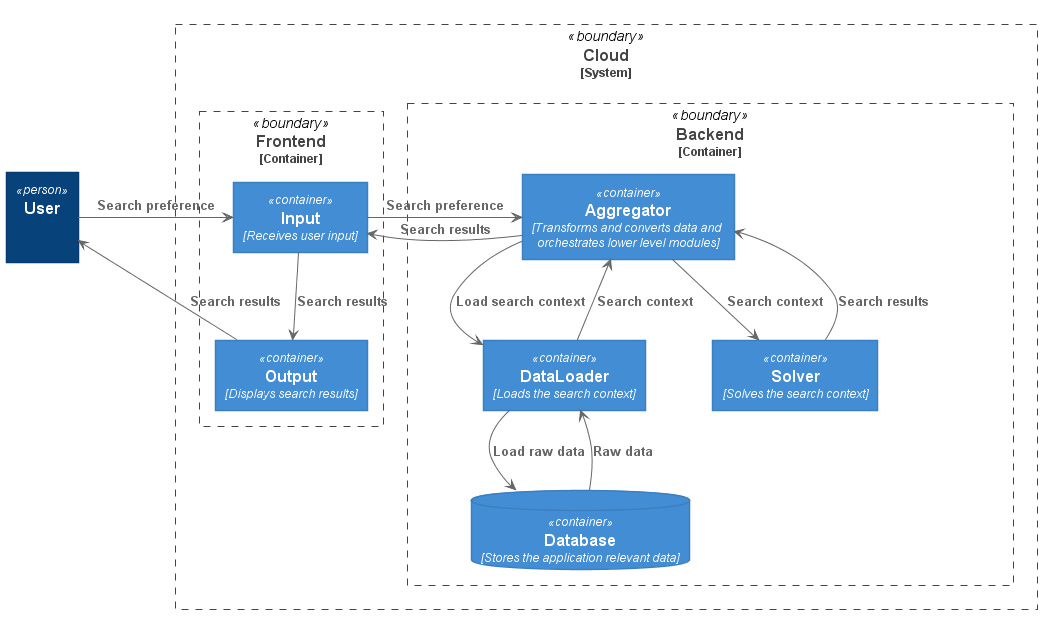 «boundary»
Cloud
[System]
«boundary»
Frontend
[Container]
«boundary»
Backend
[Container]
«person»
User
Search preference
«container»
Input
[Receives user input]
Search preference
Search results
«container»
Aggregator
[Transforms and converts data and
orchestrates lower level modules]
Search results
Search results
Load search context
Search context
Search context
Search results
«container»
Output
[Displays search results]
«container»
DataLoader
[Loads the search context]
«container»
Solver
[Solves the search context]
Load raw data
Raw data
«container»
Database
[Stores the application relevant data]